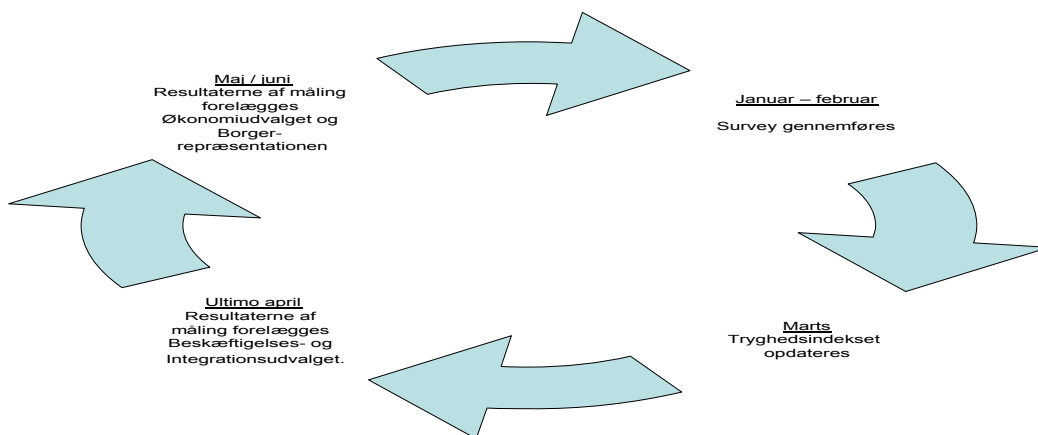 Maj / juni
Resultaterne af måling
forelægges
Økonomiudvalget og
Borger-
repræsentationen
Januar – februar
Survey gennemføres
Marts
Tryghedsindekset
opdateres
Ultimo april
Resultaterne af
måling forelægges
Beskæftigelses- og
Integrationsudvalget.